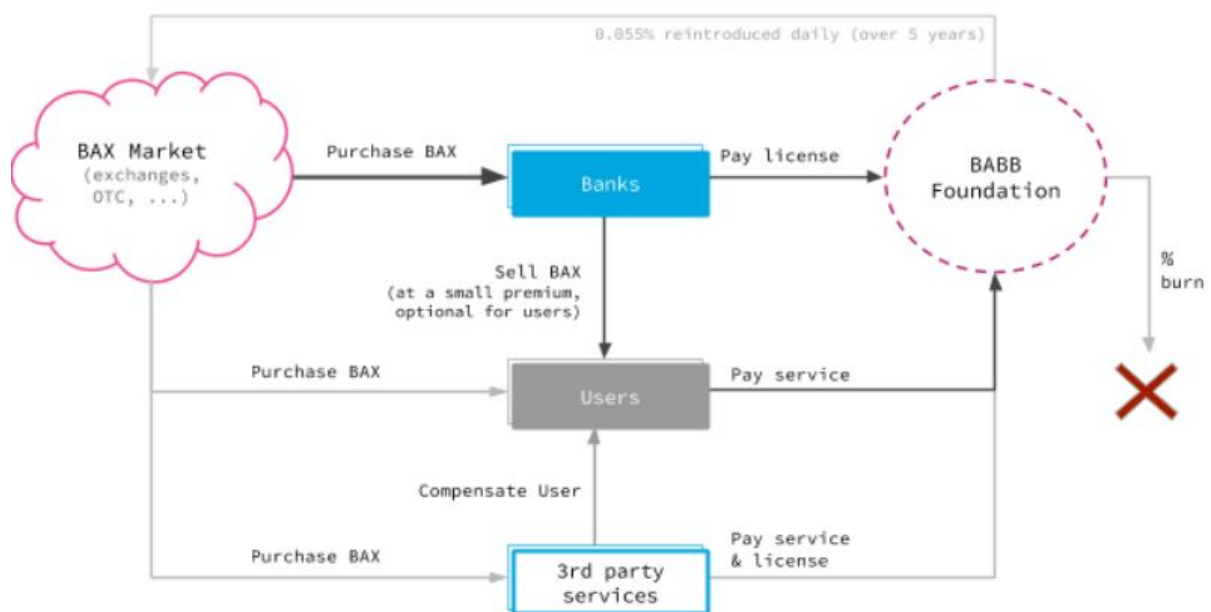 0.055% reintroduced daily (over 5 years)
BAX Market
(exchanges,
OTC, ...)
Purchase BAX
Banks
Pay license
BABB
Foundation
%
burn
Sell BAX
(at a small premium,
optional for users)
Purchase BAX
Users
Pay service
Compensate User
Purchase BAX
3rd party
services
Pay service
& license